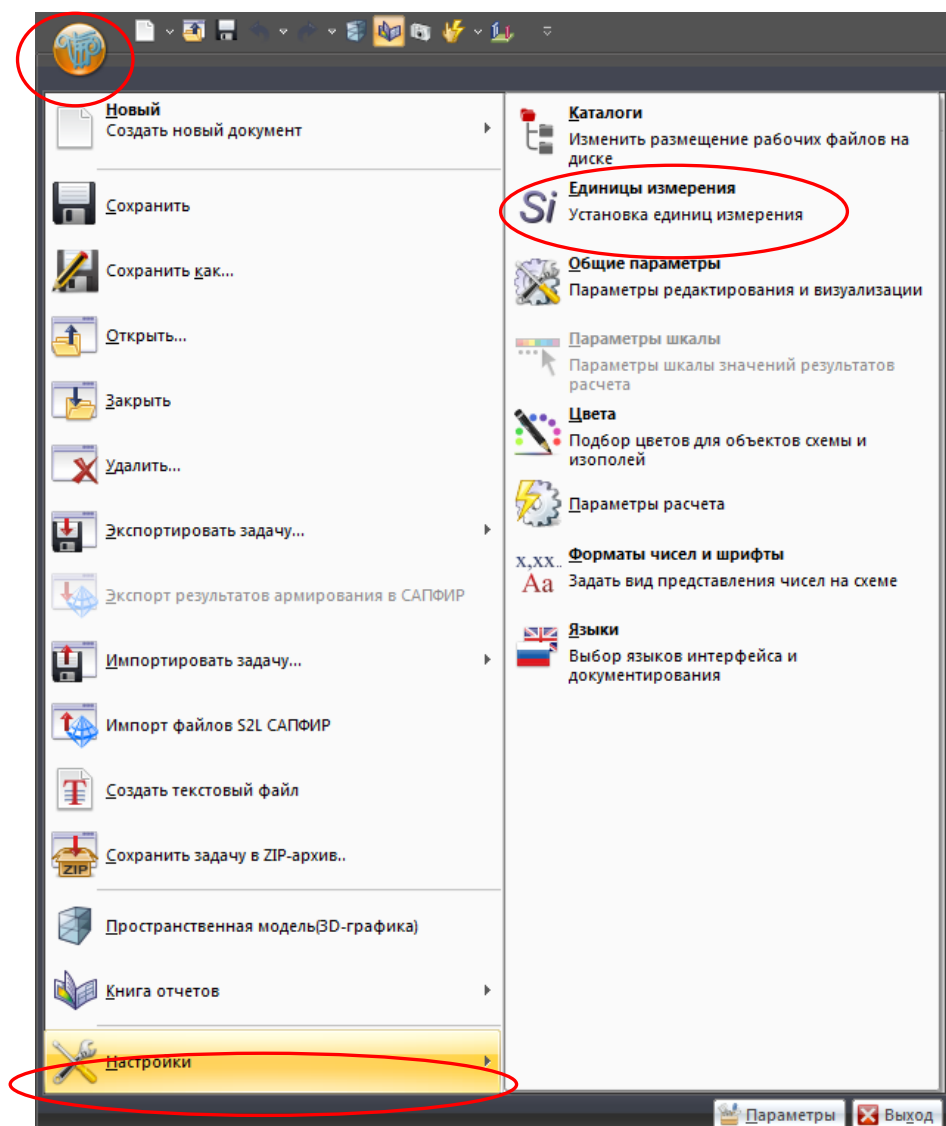 Новый
Создать новый документ
Сохранить
Сохранить как...
Открыть...
Закрыть
Удалить...
Экспортировать задачу...
Экспорт результатов армирования в САПФИР
Импортировать задачу...
Импорт файлов S2L САПФИР
Создать текстовый файл
ZIP
Сохранить задачу в ZIP-архив..
Пространственная модель(3D-графика)
Книга отчетов
Настройки
Каталоги
Изменить размещение рабочих файлов на
диске
Si
Единицы измерения
Установка единиц измерения
Общие параметры
Параметры редактирования и визуализации
Параметры шкалы
Параметры шкалы значений результатов
расчета
Цвета
Подбор цветов для объектов схемы и
изополей
Параметры расчета
x,xx..
Aa
Форматы чисел и шрифты
Задать вид представления чисел на схеме
Языки
Выбор языков интерфейса и
документирования
Параметры
Выход